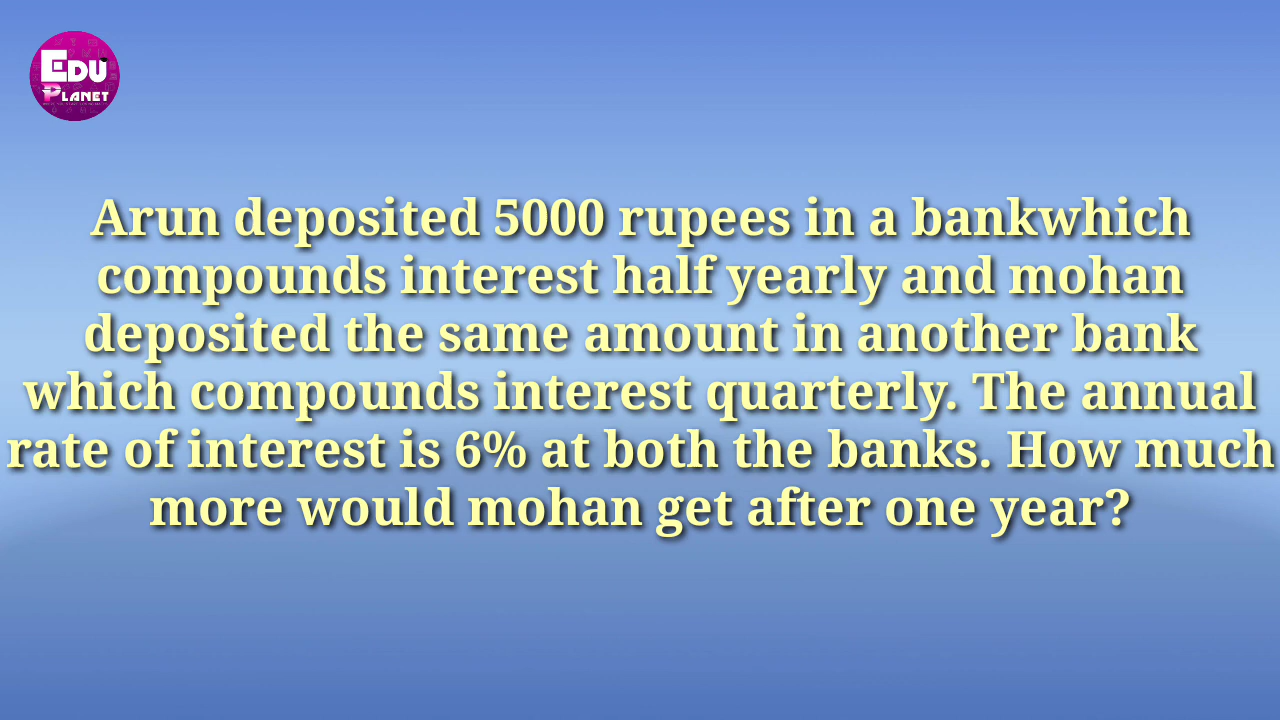 EDU
PLANET
Arun deposited 5000 rupees in a bankwhich
compounds interest half yearly and mohan
deposited the same amount in another bank
which compounds interest quarterly. The annual
rate of interest is 6% at both the banks. How much
more would mohan get after one year?